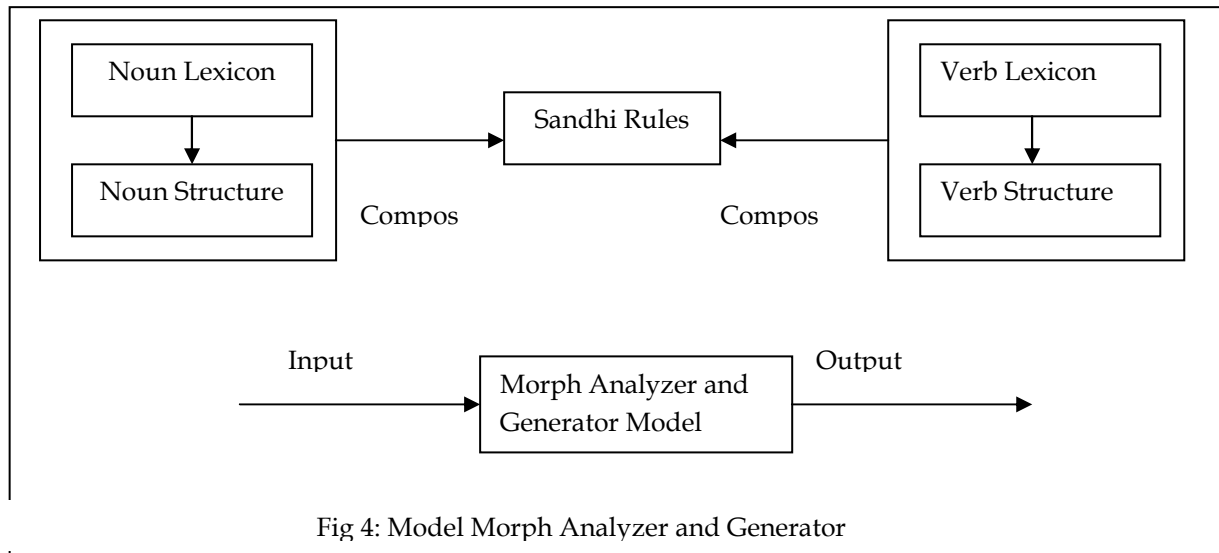 Noun Lexicon
Verb Lexicon
Sandhi Rules
Noun Structure
Verb Structure
Compos
Compos
Input
Output
Morph Analyzer and
Generator Model
Fig 4: Model Morph Analyzer and Generator